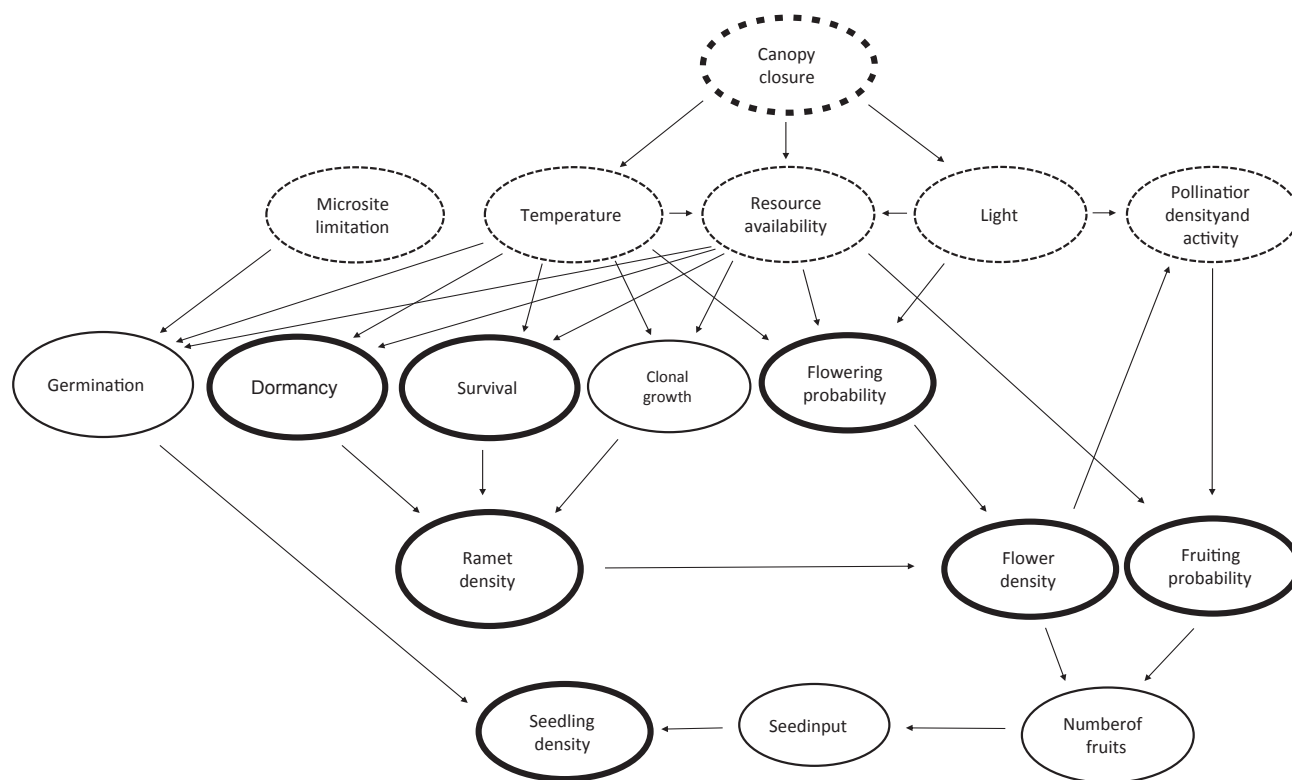 Canopy
closure
Microsite
limitation
Temperature
Resource
availability
Light
Pollinatior
densityand
activity
Germination
Dormancy
Survival
Clonal
growth
Flowering
probability
Ramet
density
Flower
density
Fruiting
probability
Seedling
density
Seedinput
Numberof
fruits